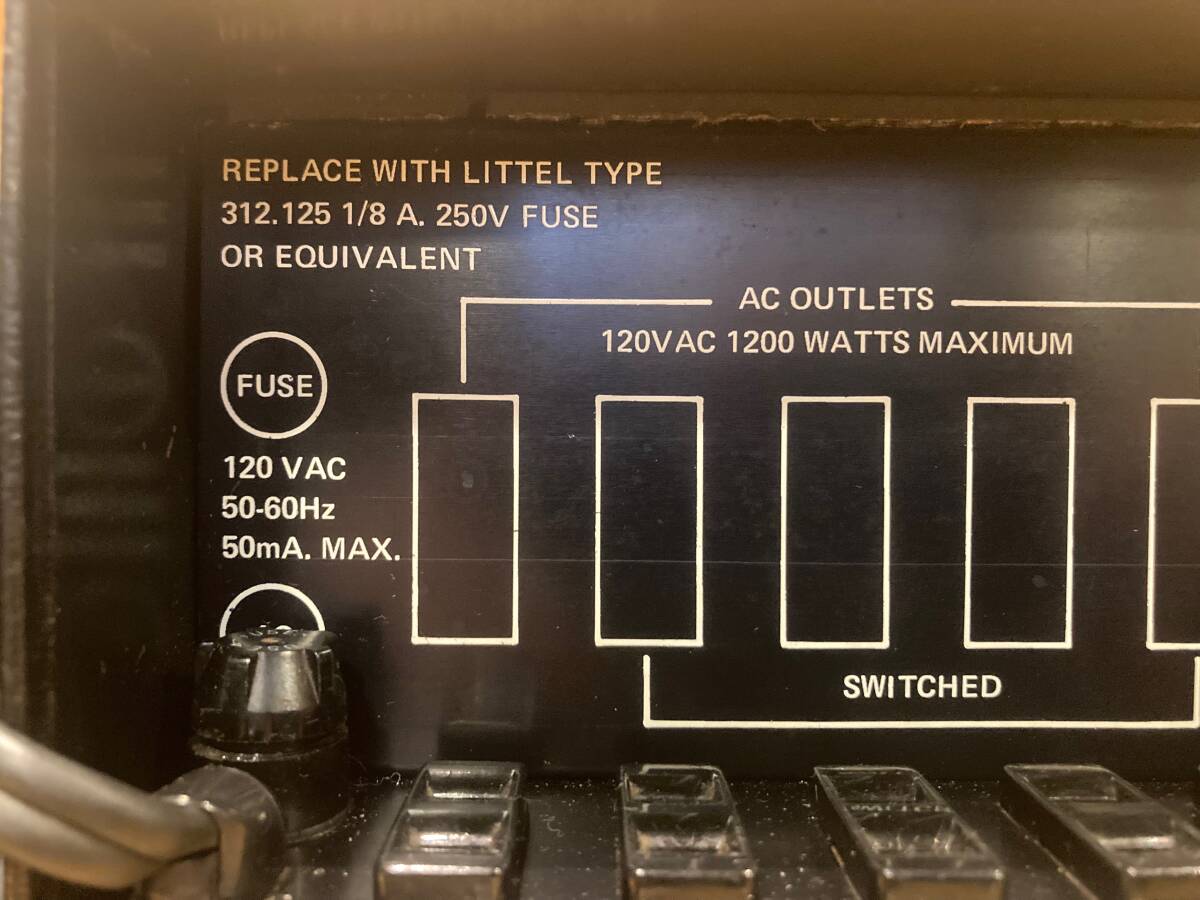 REPLACE WITH LITTEL TYPE
312.125 1/8 A. 250V FUSE
OR EQUIVALENT
AC OUTLETS
120VAC 1200 WATTS MAXIMUM
FUSE
120 VAC
50-60Hz
50mA. MAX.
SWITCHED